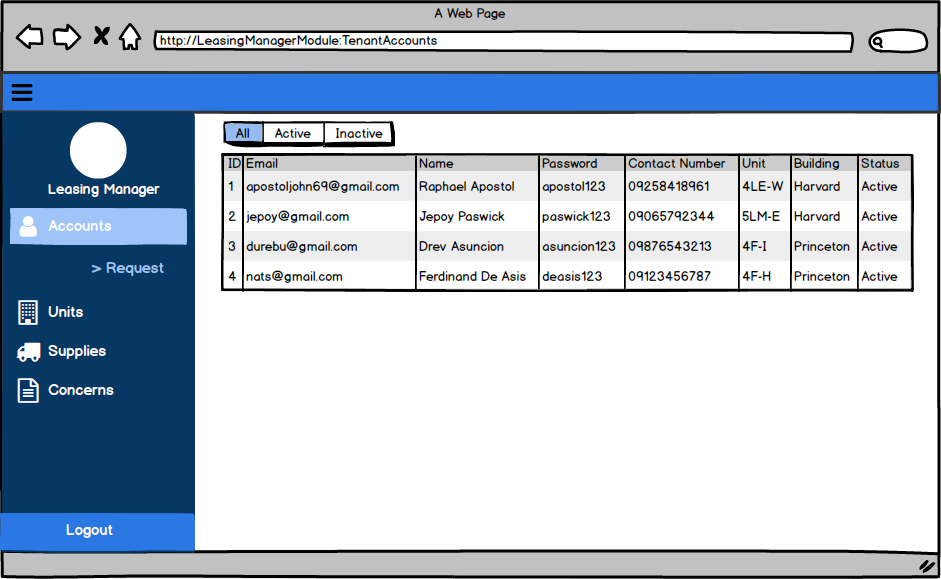 A Web Page
http://LeasingManagerModule:TenantAccounts
Leasing Manager
Accounts
> Request
Units
Supplies
Concerns
Logout
All Active Inactive
ID Email Name Password Contact Number Unit Building Status
1 apostoljohn69@gmail.com Raphael Apostol apostol123 09258418961 4LE-W Harvard Active
2 jepoy@gmail.com Jepoy Paswick paswick123 09065792344 5LM-E Harvard Active
3 durebu@gmail.com Drev Asuncion asuncion123 09876543213 4F-I Princeton Active
4 nats@gmail.com Ferdinand De Asis deasis123 09123456787 4F-H Princeton Active